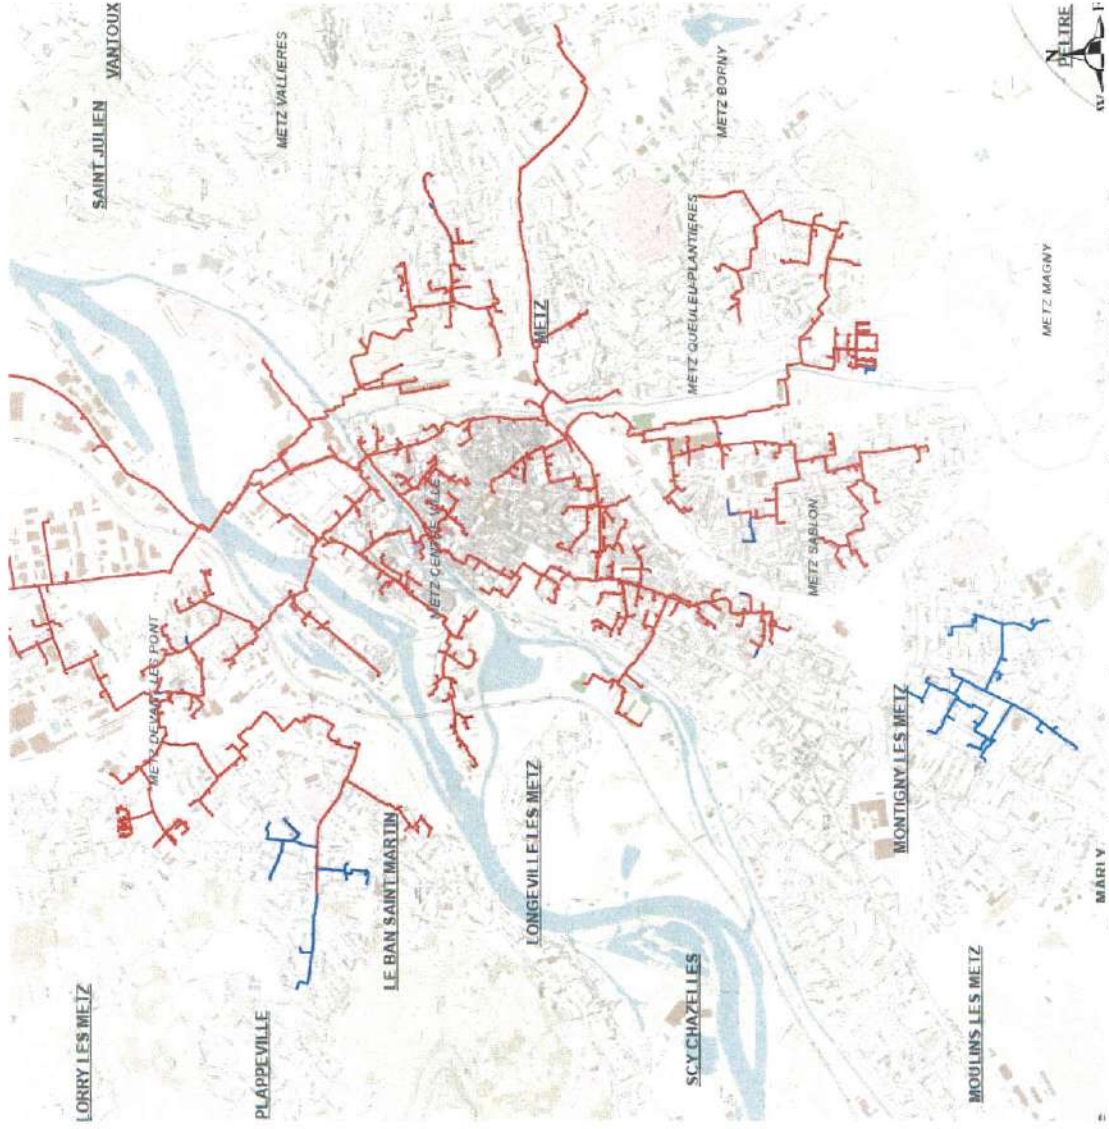 LORRY LES METZ
PLAPPEVILLE
LE BAN SAINT MARTIN
LONGEVILLE LES METZ
SCY CHAZELLES
MOULINS LES METZ
MONTIGNY LES METZ
MARLY
METZ DEVANT LES PONT
METZ CENTRE VILLE
METZ SABLON
METZ
METZ QUEULEU-PLANTIERES
METZ MAGNY
METZ BORNY
METZ VALLIERES
SAINT JULIEN
VANTOUX
PELTRE
N